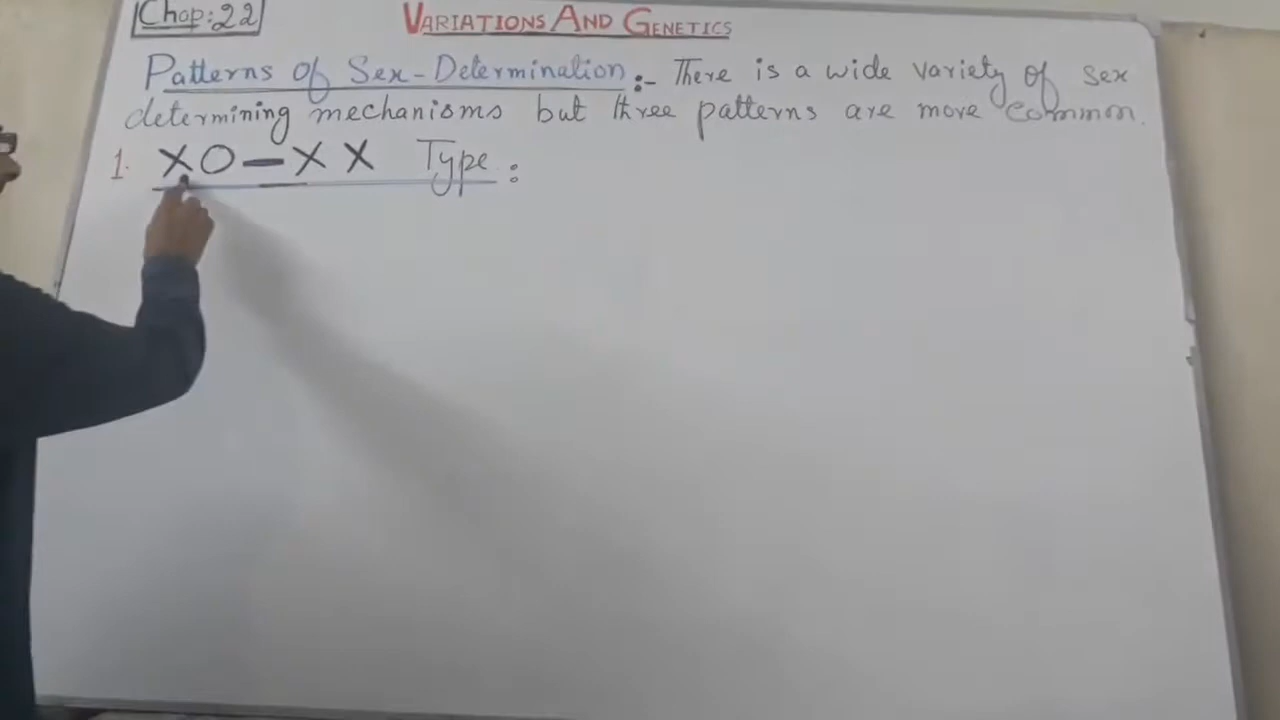 Chap:22
VARIATIONS AND GENETICS
Patterns of Sex-Determination:- There is a wide variety of sex
determining mechanisms but three patterns are more common.
1. XO-XX Type: